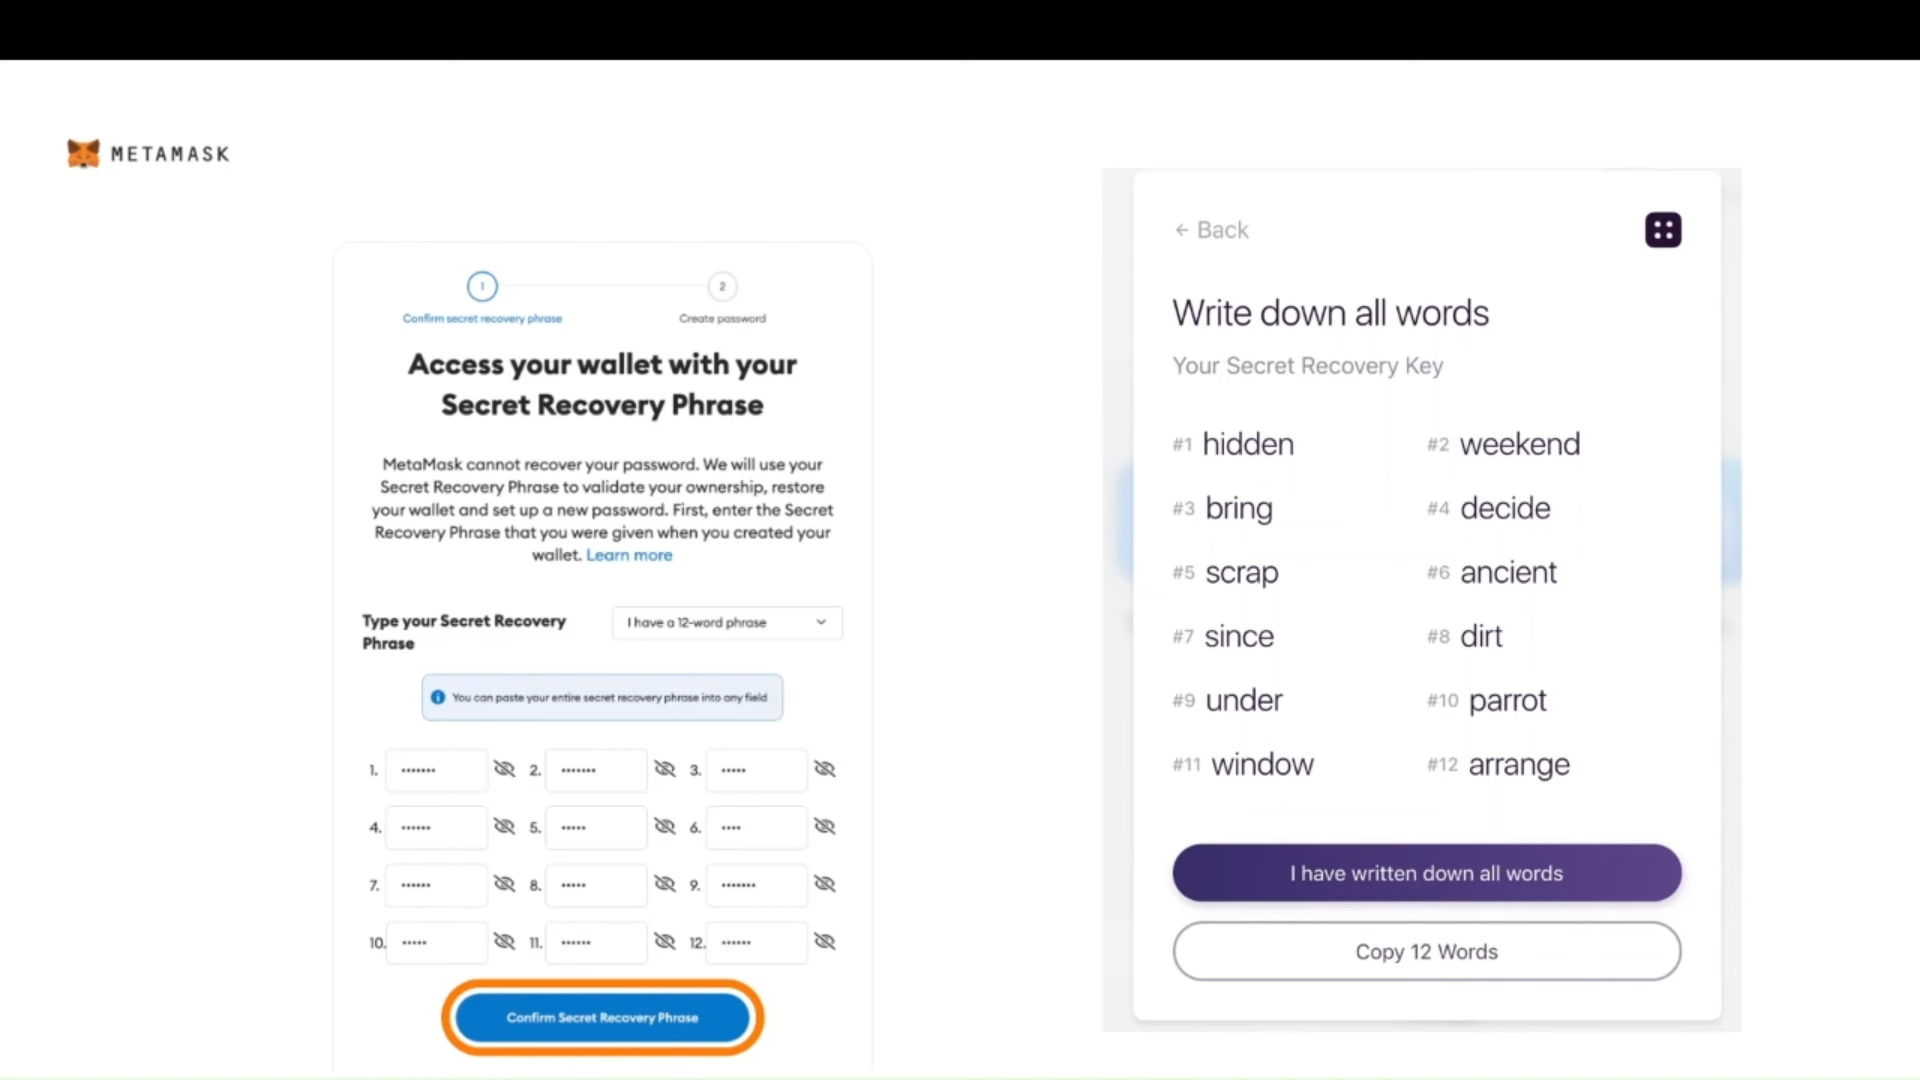 METAMASK
1
2
Confirm secret recovery phrase
Create password
Access your wallet with your
Secret Recovery Phrase
MetaMask cannot recover your password. We will use your
Secret Recovery Phrase to validate your ownership, restore
your wallet and set up a new password. First, enter the Secret
Recovery Phrase that you were given when you created your
wallet. Learn more
Type your Secret Recovery
Phrase
I have a 12-word phrase
You can paste your entire secret recovery phrase into any field
1. ••••••• 2. ••••••• 3. •••••
4. •••••• 5. ••••• 6. ••••
7. •••••• 8. ••••• 9. •••••••
10. ••••• 11. •••••• 12. ••••••
Confirm Secret Recovery Phrase
← Back
Write down all words
Your Secret Recovery Key
#1 hidden #2 weekend
#3 bring #4 decide
#5 scrap #6 ancient
#7 since #8 dirt
#9 under #10 parrot
#11 window #12 arrange
I have written down all words
Copy 12 Words